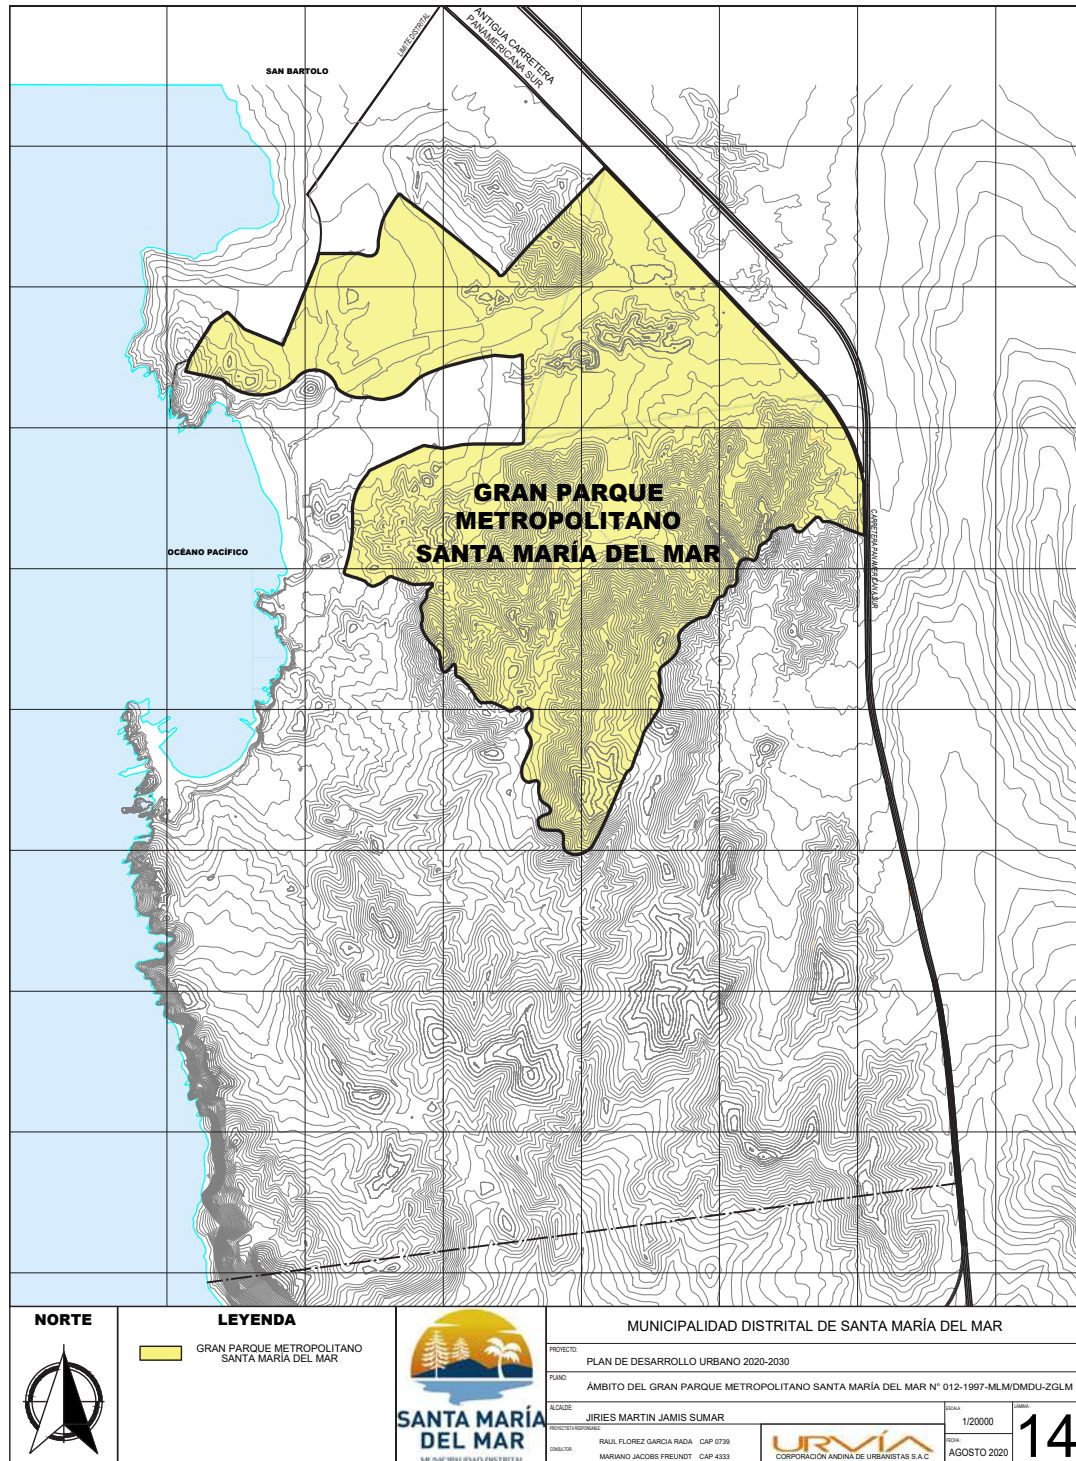 LIMITE DISTRITAL
ANTIGUA CARRETERA
PANAMERICANA SUR
SAN BARTOLO
GRAN PARQUE
METROPOLITANO
SANTA MARÍA DEL MAR
OCÉANO PACÍFICO
CARRETERA PANAMERICANA SUR
NORTE
LEYENDA
GRAN PARQUE METROPOLITANO
SANTA MARÍA DEL MAR
SANTA MARÍA
DEL MAR
MUNICIPALIDAD DISTRITAL
MUNICIPALIDAD DISTRITAL DE SANTA MARÍA DEL MAR
PROYECTO:
PLAN DE DESARROLLO URBANO 2020-2030
PLANO:
ÁMBITO DEL GRAN PARQUE METROPOLITANO SANTA MARÍA DEL MAR N° 012-1997-MLM/DMDU-ZGLM
ALCALDE:
JIRIES MARTIN JAMIS SUMAR
PROYECTISTA RESPONSABLE:
RAUL FLOREZ GARCIA RADA CAP 0739
CONSULTOR:
MARIANO JACOBS FREUNDT CAP 4333
URVÍA
CORPORACIÓN ANDINA DE URBANISTAS S.A.C
ESCALA:
1/20000
FECHA:
AGOSTO 2020
LÁMINA:
14